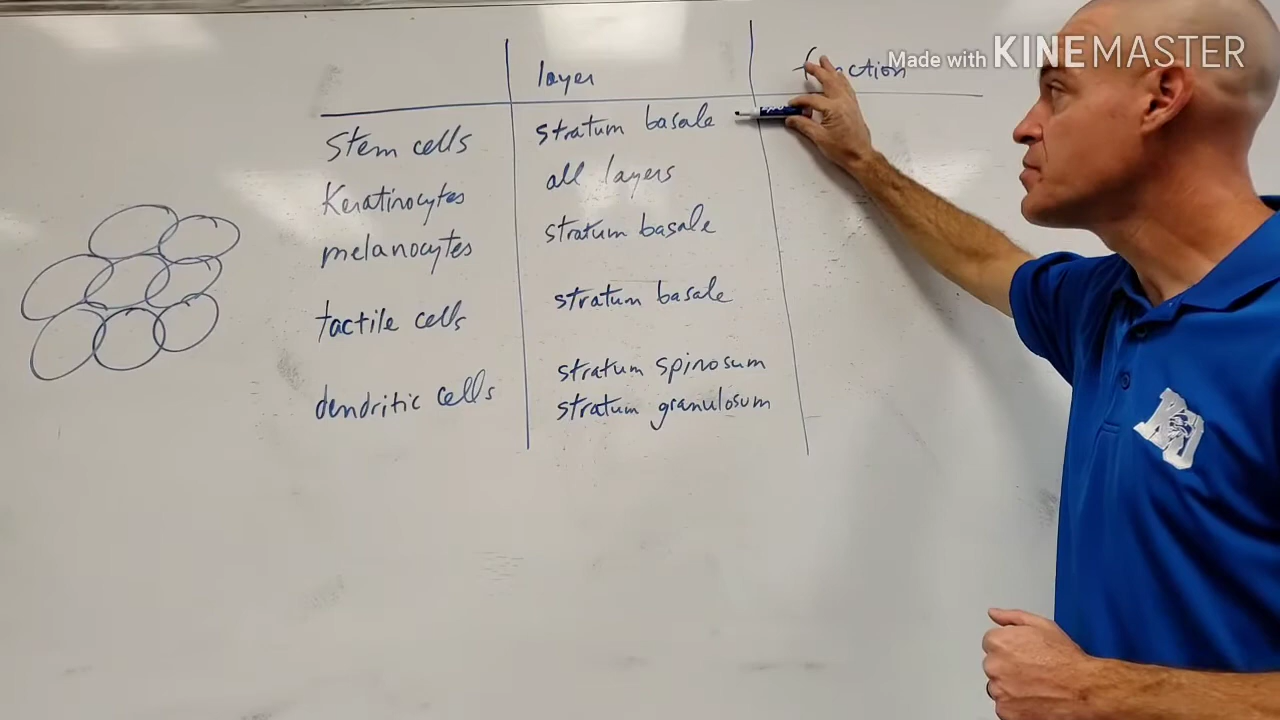 Made with KINEMASTER
layer
stem cells stratum basale
Keratinocytes all layers
melanocytes stratum basale
tactile cells stratum basale
dendritic cells stratum spinosum
stratum granulosum